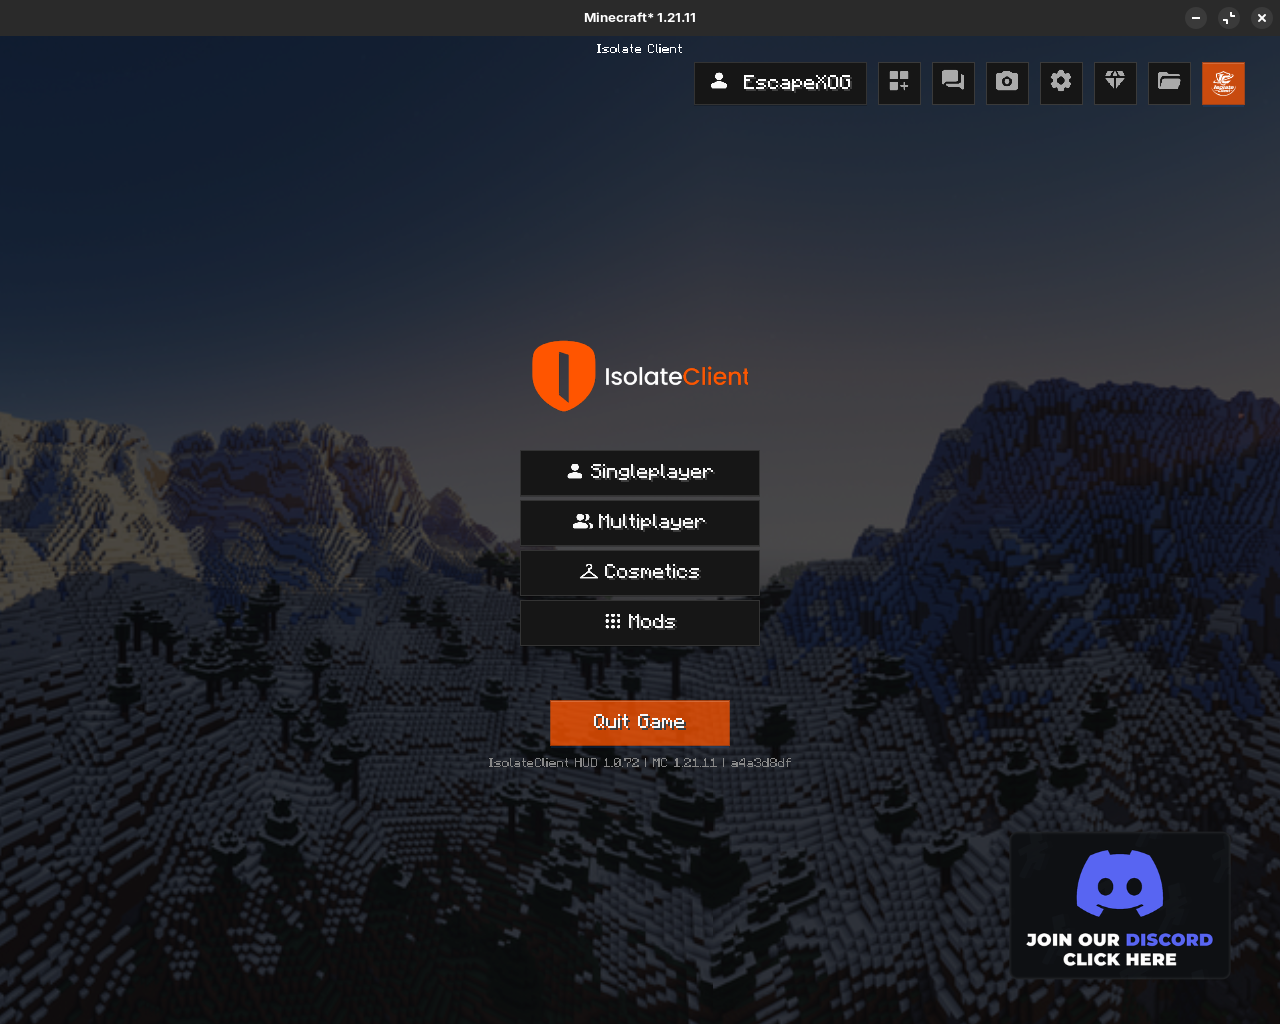 Minecraft* 1.21.11
Isolate Client
EscapeXOG
IsolateClient
Singleplayer
Multiplayer
Cosmetics
Mods
Quit Game
IsolateClient HUD 1.0.72 | MC 1.21.11 | a4a3d8df
JOIN OUR DISCORD
CLICK HERE